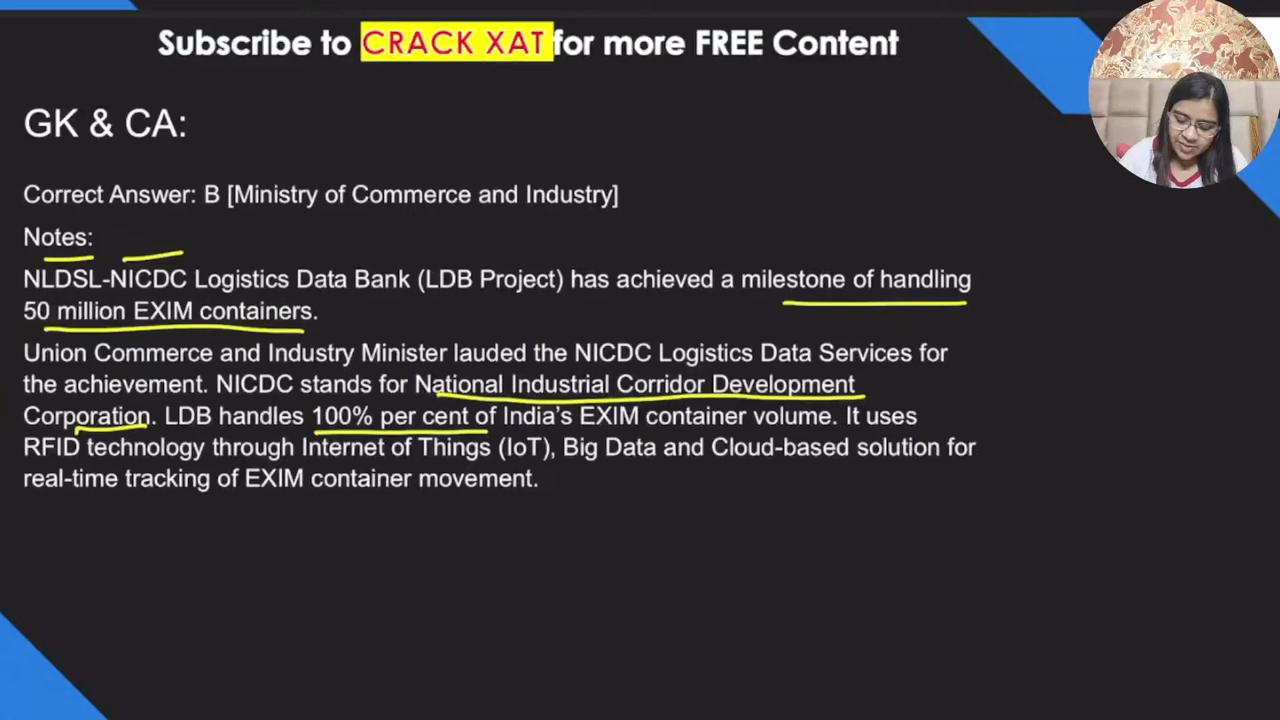 Subscribe to CRACK XAT for more FREE Content
GK & CA:
Correct Answer: B [Ministry of Commerce and Industry]
Notes:
NLDSL-NICDC Logistics Data Bank (LDB Project) has achieved a milestone of handling
50 million EXIM containers.
Union Commerce and Industry Minister lauded the NICDC Logistics Data Services for
the achievement. NICDC stands for National Industrial Corridor Development
Corporation. LDB handles 100% per cent of India’s EXIM container volume. It uses
RFID technology through Internet of Things (IoT), Big Data and Cloud-based solution for
real-time tracking of EXIM container movement.